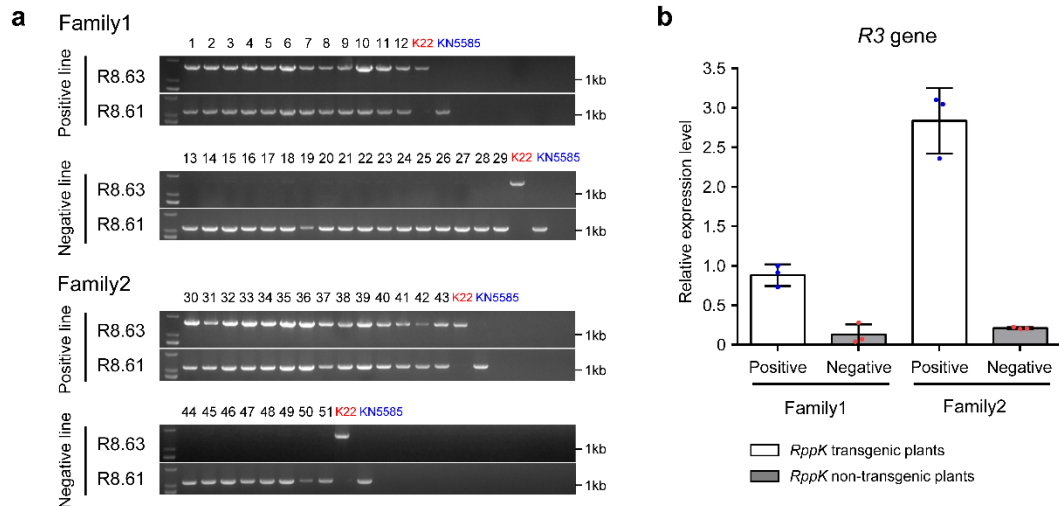 a
Family1
1 2 3 4 5 6 7 8 9 10 11 12 K22 KN5585
Positive line
R8.63
1kb
R8.61
1kb
13 14 15 16 17 18 19 20 21 22 23 24 25 26 27 28 29 K22 KN5585
Negative line
R8.63
1kb
R8.61
1kb
Family2
30 31 32 33 34 35 36 37 38 39 40 41 42 43 K22 KN5585
Positive line
R8.63
1kb
R8.61
1kb
44 45 46 47 48 49 50 51 K22 KN5585
Negative line
R8.63
1kb
R8.61
1kb
b
R3 gene
Relative expression level
3.5
3.0
2.5
2.0
1.5
1.0
0.5
0
Positive Negative Positive Negative
Family1 Family2
RppK transgenic plants
RppK non-transgenic plants